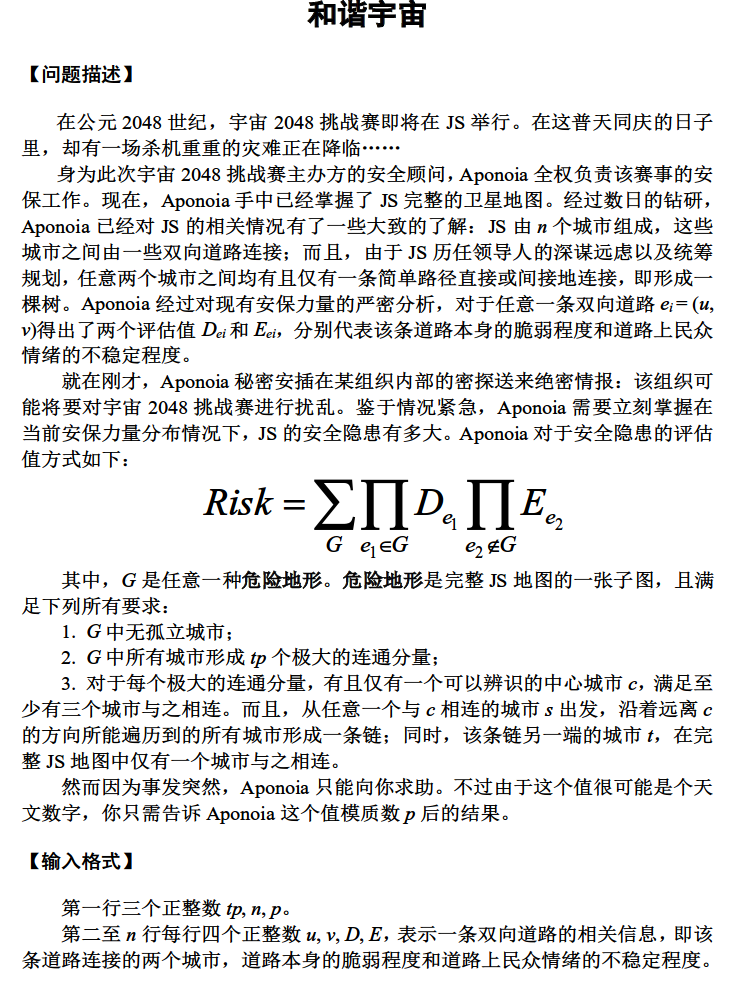 和谐宇宙
【问题描述】
在公元 2048 世纪，宇宙 2048 挑战赛即将在 JS 举行。在这普天同庆的日子
里，却有一场杀机重重的灾难正在降临……
身为此次宇宙 2048 挑战赛主办方的安全顾问，Aponoia 全权负责该赛事的安
保工作。现在，Aponoia 手中已经掌握了 JS 完整的卫星地图。经过数日的钻研，
Aponoia 已经对 JS 的相关情况有了一些大致的了解：JS 由 n 个城市组成，这些
城市之间由一些双向道路连接；而且，由于 JS 历任领导人的深谋远虑以及统筹
规划，任意两个城市之间均有且仅有一条简单路径直接或间接地连接，即形成一
棵树。Aponoia 经过对现有安保力量的严密分析，对于任意一条双向道路 ei = (u,
v)得出了两个评估值 Dei 和 Eei，分别代表该条道路本身的脆弱程度和道路上民众
情绪的不稳定程度。
就在刚才，Aponoia 秘密安插在某组织内部的密探送来绝密情报：该组织可
能将要对宇宙 2048 挑战赛进行扰乱。鉴于情况紧急，Aponoia 需要立刻掌握在
当前安保力量分布情况下，JS 的安全隐患有多大。Aponoia 对于安全隐患的评估
值方式如下：
Risk = ∑∏ De1 ∏ Ee2
G e1∈G e2∉G
其中，G 是任意一种危险地形。危险地形是完整 JS 地图的一张子图，且满
足下列所有要求：
1. G 中无孤立城市；
2. G 中所有城市形成 tp 个极大的连通分量；
3. 对于每个极大的连通分量，有且仅有一个可以辨识的中心城市 c，满足至
少有三个城市与之相连。而且，从任意一个与 c 相连的城市 s 出发，沿着远离 c
的方向所能遍历到的所有城市形成一条链；同时，该条链另一端的城市 t，在完
整 JS 地图中仅有一个城市与之相连。
然而因为事发突然，Aponoia 只能向你求助。不过由于这个值很可能是个天
文数字，你只需告诉 Aponoia 这个值模质数 p 后的结果。
【输入格式】
第一行三个正整数 tp, n, p。
第二至 n 行每行四个正整数 u, v, D, E，表示一条双向道路的相关信息，即该
条道路连接的两个城市，道路本身的脆弱程度和道路上民众情绪的不稳定程度。